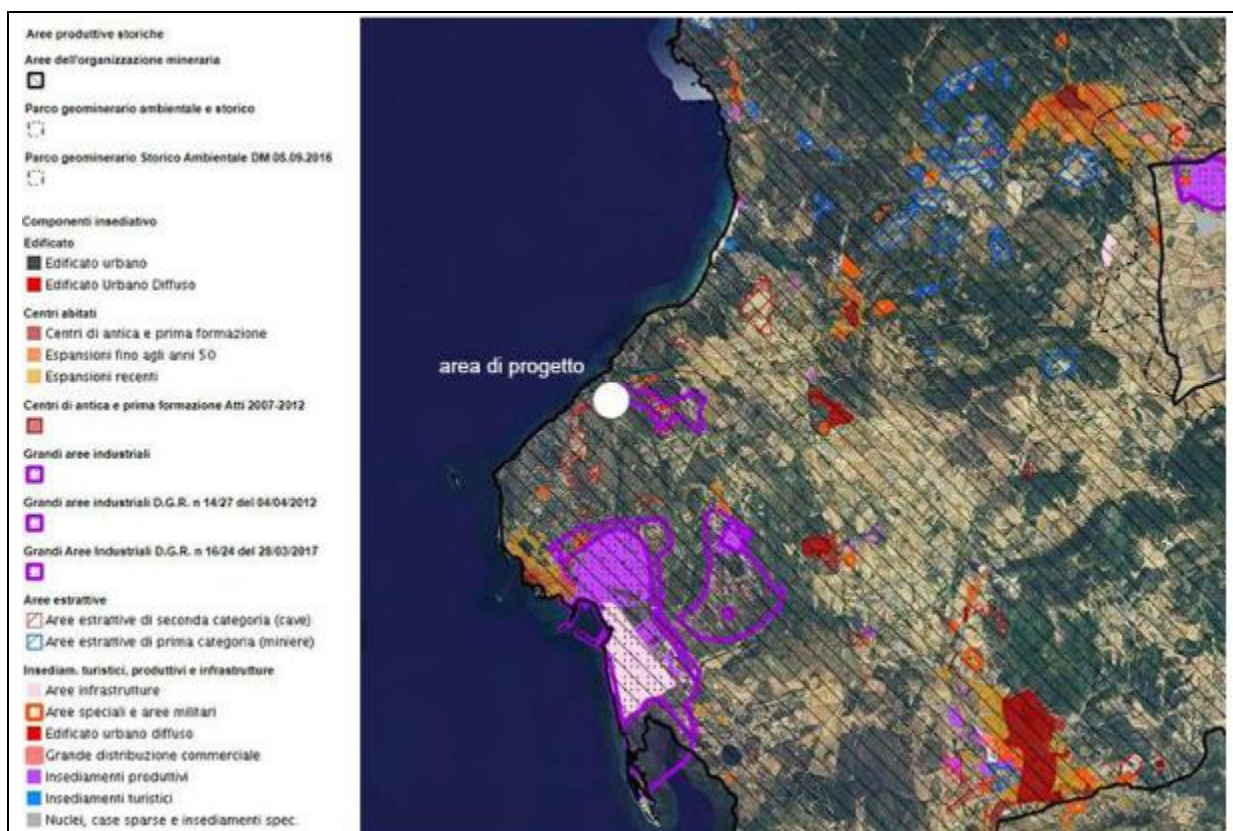 Aree produttive storiche
Aree dell'organizzazione mineraria
Parco geominerario ambientale e storico
Parco geominerario Storico Ambientale DM 08.09.2016
Componenti insediativo
Edificato
Edificato urbano
Edificato Urbano Diffuso
Centri abitati
Centri di antica e prima formazione
Espansioni fino agli anni 50
Espansioni recenti
Centri di antica e prima formazione Atti 2007-2012
Grandi aree industriali
Grandi aree industriali D.G.R. n 14/27 del 04/04/2012
Grandi Aree Industriali D.G.R. n 16/24 del 28/03/2017
Aree estrattive
Aree estrattive di seconda categoria (cave)
Aree estrattive di prima categoria (miniere)
Insediam. turistici, produttivi e infrastrutture
Aree infrastrutture
Aree speciali e aree militari
Edificato urbano diffuso
Grande distribuzione commerciale
Insediamenti produttivi
Insediamenti turistici
Nuclei, case sparse e insediamenti spec.
area di progetto